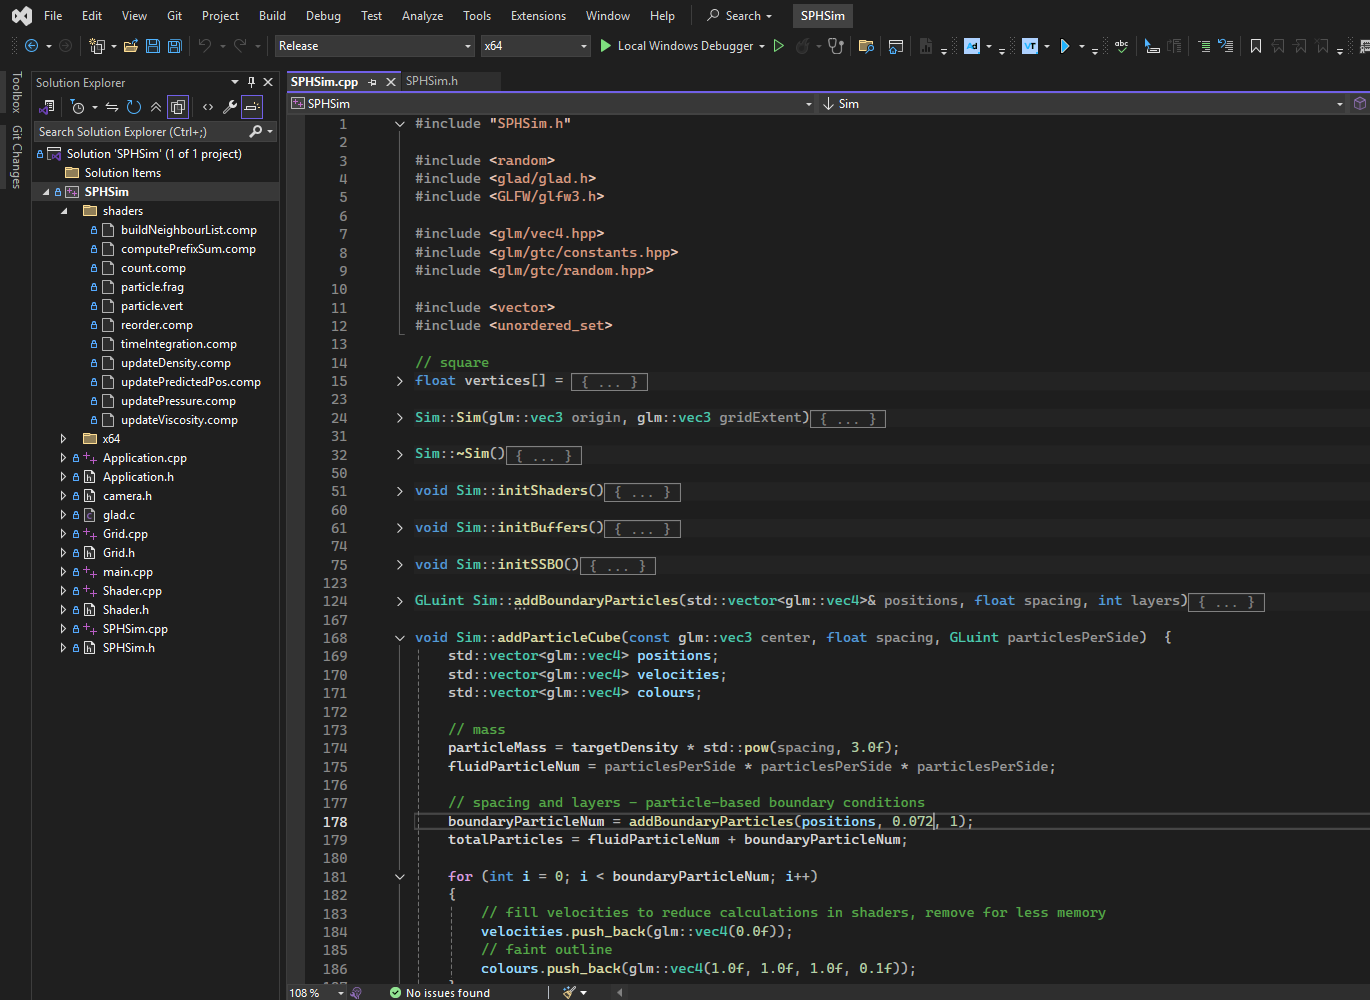 File Edit View Git Project Build Debug Test Analyze Tools Extensions Window Help Search SPHSim
Release x64 Local Windows Debugger Ad VT abc
Toolbox
Git Changes
Solution Explorer
Search Solution Explorer (Ctrl+;)
Solution 'SPHSim' (1 of 1 project)
Solution Items
SPHSim
shaders
buildNeighbourList.comp
computePrefixSum.comp
count.comp
particle.frag
particle.vert
reorder.comp
timeIntegration.comp
updateDensity.comp
updatePredictedPos.comp
updatePressure.comp
updateViscosity.comp
x64
Application.cpp
Application.h
camera.h
glad.c
Grid.cpp
Grid.h
main.cpp
Shader.cpp
Shader.h
SPHSim.cpp
SPHSim.h
SPHSim.cpp SPHSim.h
SPHSim Sim
1 #include "SPHSim.h"
2
3 #include <random>
4 #include <glad/glad.h>
5 #include <GLFW/glfw3.h>
6
7 #include <glm/vec4.hpp>
8 #include <glm/gtc/constants.hpp>
9 #include <glm/gtc/random.hpp>
10
11 #include <vector>
12 #include <unordered_set>
13
14 // square
15 float vertices[] = { ... }
23
24 Sim::Sim(glm::vec3 origin, glm::vec3 gridExtent){ ... }
31
32 Sim::~Sim(){ ... }
50
51 void Sim::initShaders(){ ... }
60
61 void Sim::initBuffers(){ ... }
74
75 void Sim::initSSBO(){ ... }
123
124 GLuint Sim::addBoundaryParticles(std::vector<glm::vec4>& positions, float spacing, int layers){ ... }
167
168 void Sim::addParticleCube(const glm::vec3 center, float spacing, GLuint particlesPerSide) {
169 std::vector<glm::vec4> positions;
170 std::vector<glm::vec4> velocities;
171 std::vector<glm::vec4> colours;
172
173 // mass
174 particleMass = targetDensity * std::pow(spacing, 3.0f);
175 fluidParticleNum = particlesPerSide * particlesPerSide * particlesPerSide;
176
177 // spacing and layers - particle-based boundary conditions
178 boundaryParticleNum = addBoundaryParticles(positions, 0.072, 1);
179 totalParticles = fluidParticleNum + boundaryParticleNum;
180
181 for (int i = 0; i < boundaryParticleNum; i++)
182 {
183 // fill velocities to reduce calculations in shaders, remove for less memory
184 velocities.push_back(glm::vec4(0.0f));
185 // faint outline
186 colours.push_back(glm::vec4(1.0f, 1.0f, 1.0f, 0.1f));
108 % No issues found